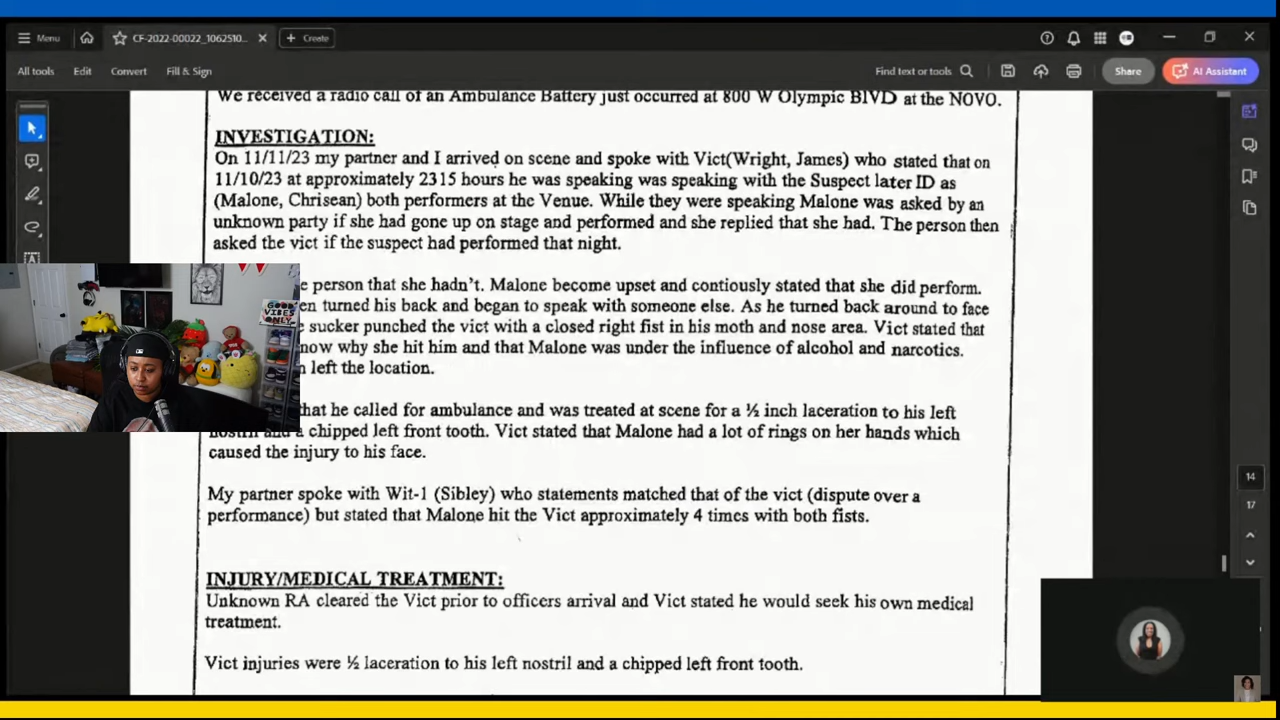 Menu
CF-2022-00022_1062510...
Create
All tools
Edit
Convert
Fill & Sign
Find text or tools
Share
AI Assistant
We received a radio call of an Ambulance Battery just occurred at 800 W Olympic BlVD at the NOVO.
INVESTIGATION:
On 11/11/23 my partner and I arrived on scene and spoke with Vict(Wright, James) who stated that on
11/10/23 at approximately 2315 hours he was speaking was speaking with the Suspect later ID as
(Malone, Chrisean) both performers at the Venue. While they were speaking Malone was asked by an
unknown party if she had gone up on stage and performed and she replied that she had. The person then
asked the vict if the suspect had performed that night.
e person that she hadn't. Malone become upset and contiously stated that she did perform.
en turned his back and began to speak with someone else. As he turned back around to face
sucker punched the vict with a closed right fist in his moth and nose area. Vict stated that
now why she hit him and that Malone was under the influence of alcohol and narcotics.
left the location.
hat he called for ambulance and was treated at scene for a ½ inch laceration to his left
nostril and a chipped left front tooth. Vict stated that Malone had a lot of rings on her hands which
caused the injury to his face.
My partner spoke with Wit-1 (Sibley) who statements matched that of the vict (dispute over a
performance) but stated that Malone hit the Vict approximately 4 times with both fists.
INJURY/MEDICAL TREATMENT:
Unknown RA cleared the Vict prior to officers arrival and Vict stated he would seek his own medical
treatment.
Vict injuries were ½ laceration to his left nostril and a chipped left front tooth.
14
17
GOOD
VIBES
ONLY